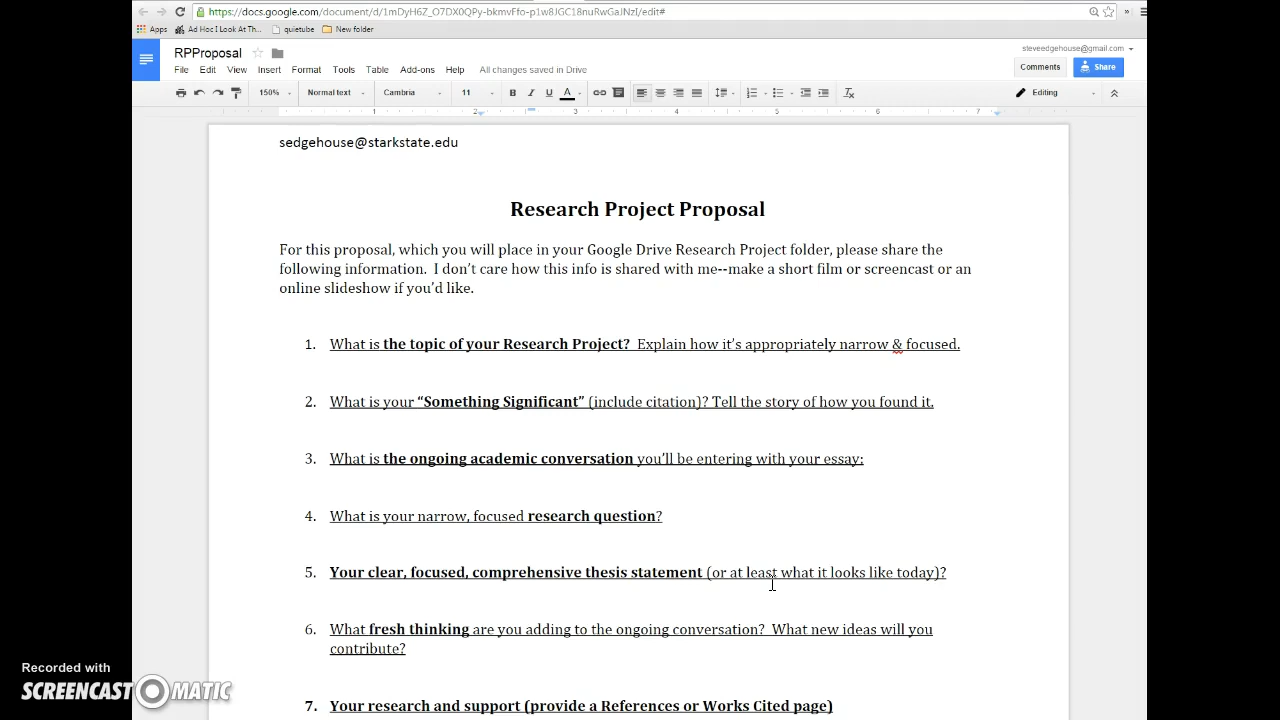 https://docs.google.com/document/d/1mDyH6Z_O7DX0QPy-bkmvFfo-p1w8JGC18nuRwGaJNzI/edit#
Apps Ad Hoc I Look At Th... quietube New folder
RPProposal
steveedgehouse@gmail.com
File Edit View Insert Format Tools Table Add-ons Help All changes saved in Drive
Comments Share
150% Normal text Cambria 11 B I U A Editing
1 2 3 4 5 6 7
sedgehouse@starkstate.edu
Research Project Proposal
For this proposal, which you will place in your Google Drive Research Project folder, please share the
following information. I don't care how this info is shared with me--make a short film or screencast or an
online slideshow if you'd like.
1. What is the topic of your Research Project? Explain how it's appropriately narrow & focused.
2. What is your "Something Significant" (include citation)? Tell the story of how you found it.
3. What is the ongoing academic conversation you'll be entering with your essay:
4. What is your narrow, focused research question?
5. Your clear, focused, comprehensive thesis statement (or at least what it looks like today)?
6. What fresh thinking are you adding to the ongoing conversation? What new ideas will you
contribute?
7. Your research and support (provide a References or Works Cited page)
Recorded with
SCREENCAST-O-MATIC